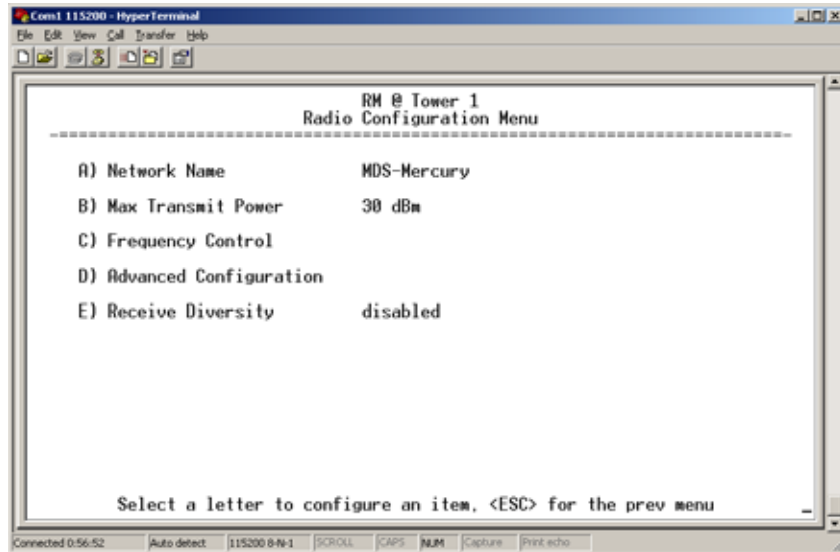 Com1 115200 - HyperTerminal
File Edit View Call Transfer Help
RM @ Tower 1
Radio Configuration Menu
-==============================================================================-
A) Network Name MDS-Mercury
B) Max Transmit Power 30 dBm
C) Frequency Control
D) Advanced Configuration
E) Receive Diversity disabled
Select a letter to configure an item, <ESC> for the prev menu
Connected 0:56:52 Auto detect 115200 8-N-1 SCROLL CAPS NUM Capture Print echo